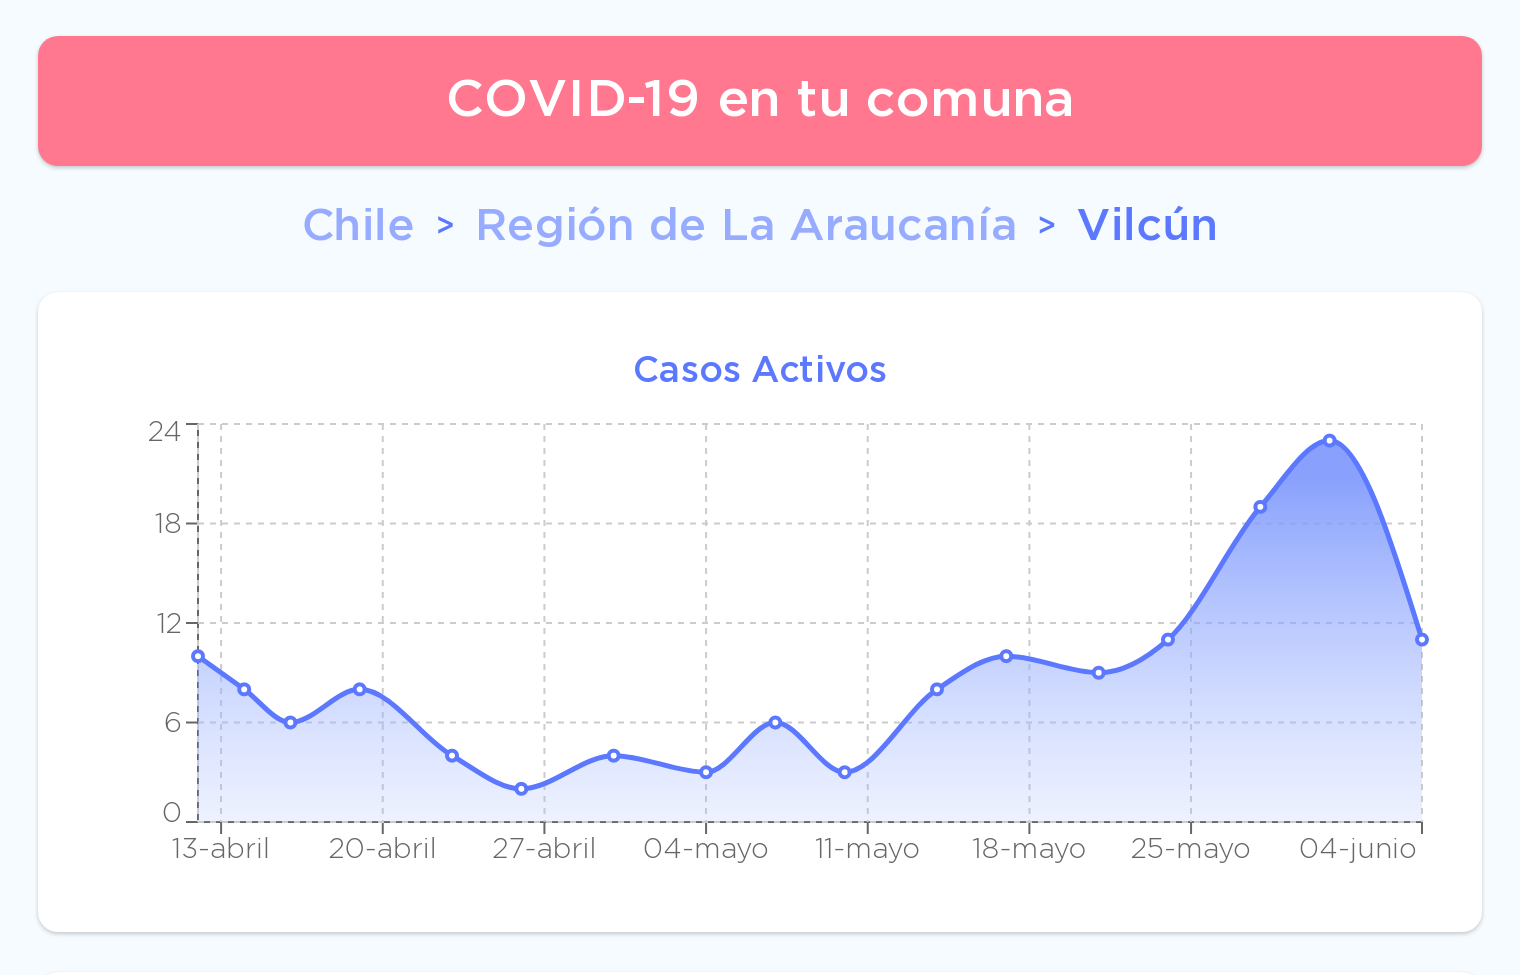 COVID-19 en tu comuna
Chile > Región de La Araucanía > Vilcún
Casos Activos
24
18
12
6
0
13-abril 20-abril 27-abril 04-mayo 11-mayo 18-mayo 25-mayo 04-junio